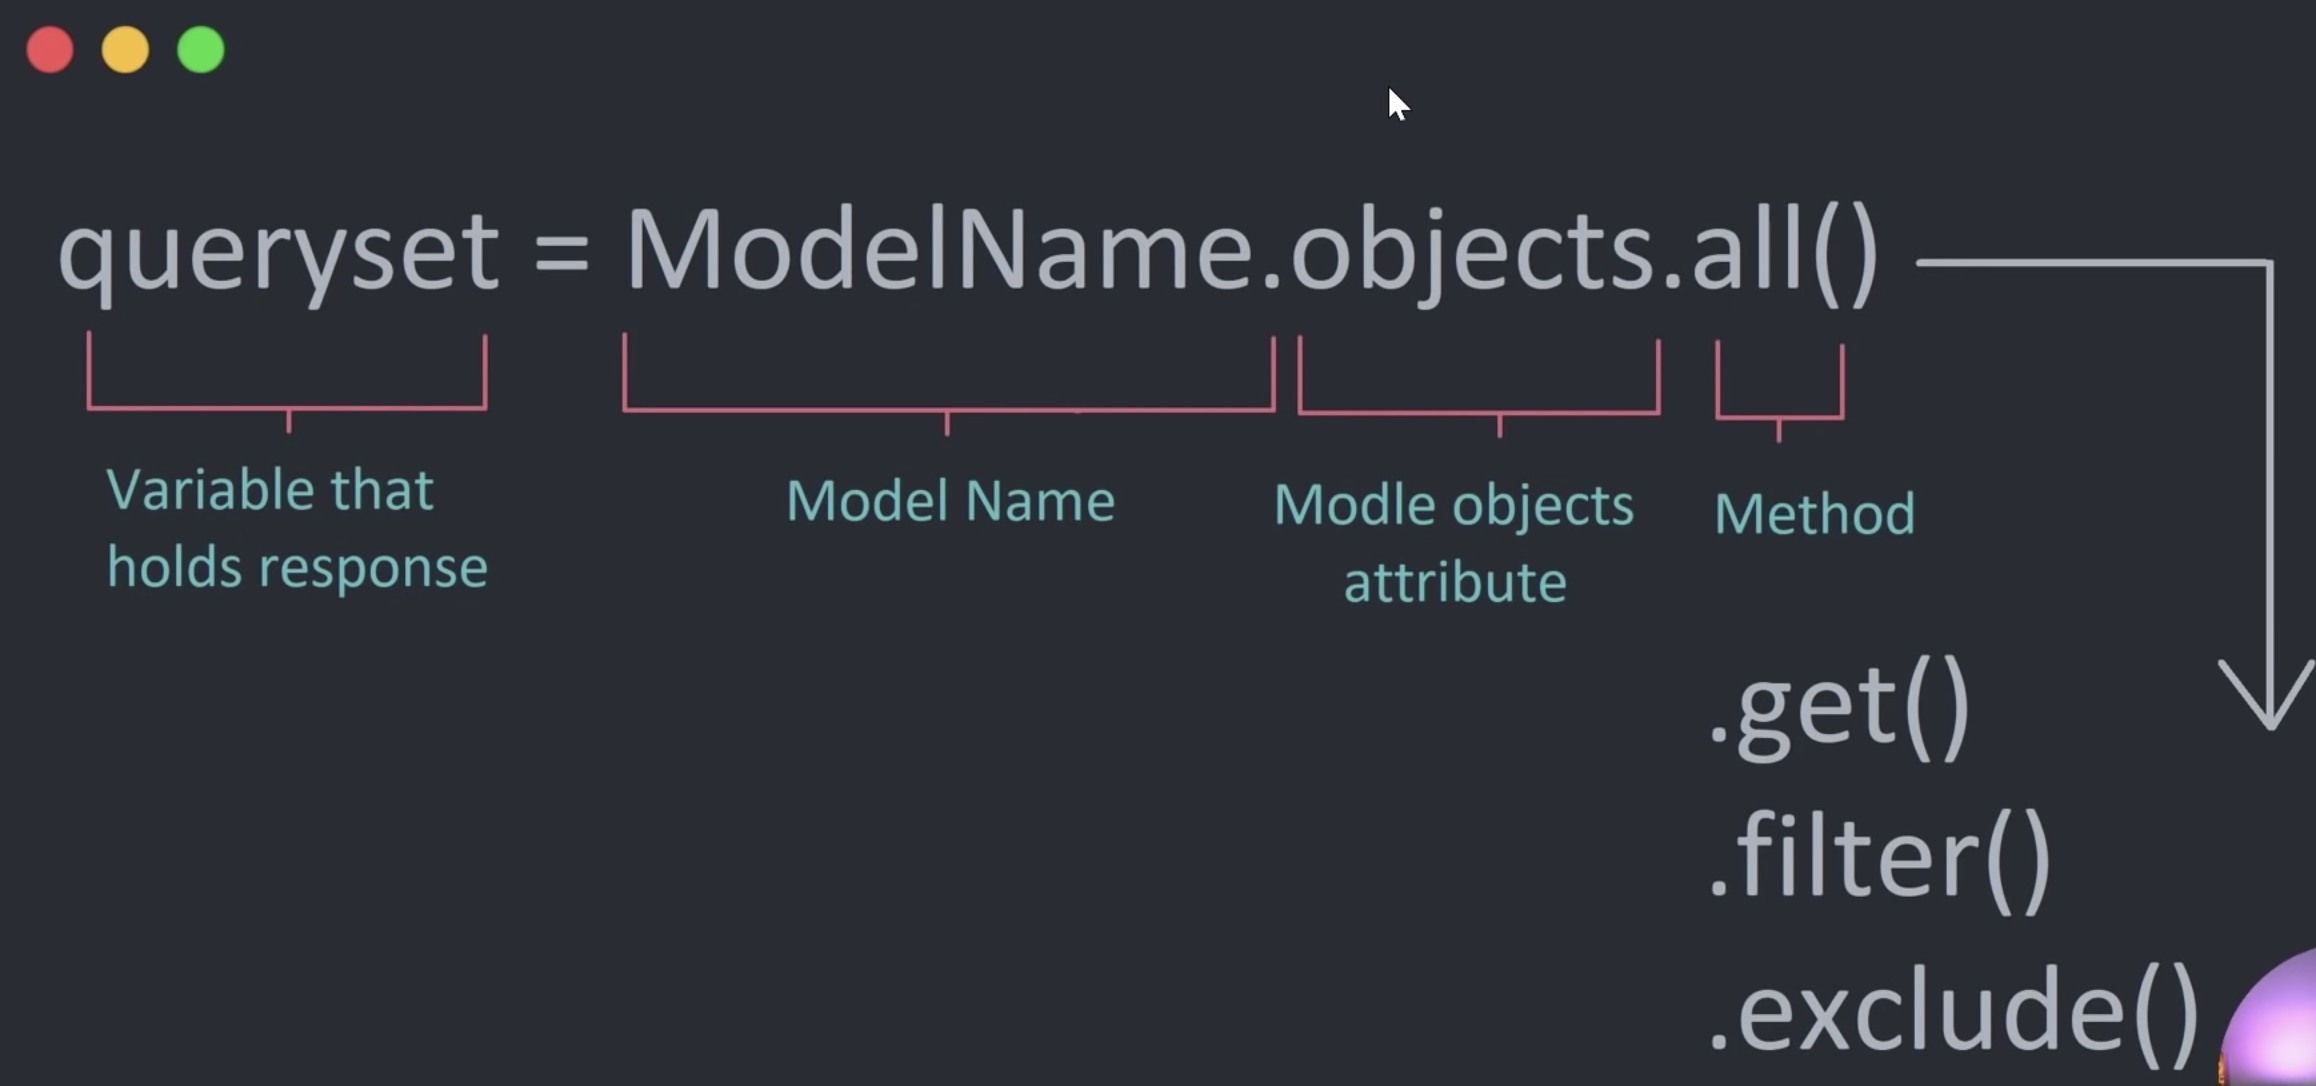 queryset = ModelName.objects.all()
Variable that
holds response
Model Name
Modle objects
attribute
Method
.get()
.filter()
.exclude()